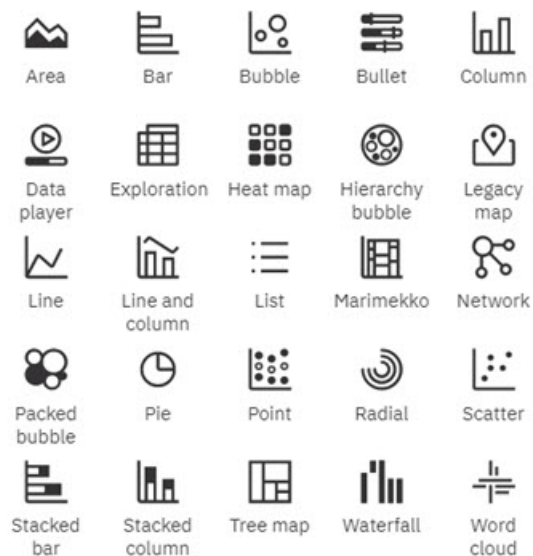 Area
Bar
Bubble
Bullet
Column
Data
player
Exploration
Heat map
Hierarchy
bubble
Legacy
map
Line
Line and
column
List
Marimekko
Network
Packed
bubble
Pie
Point
Radial
Scatter
Stacked
bar
Stacked
column
Tree map
Waterfall
Word
cloud